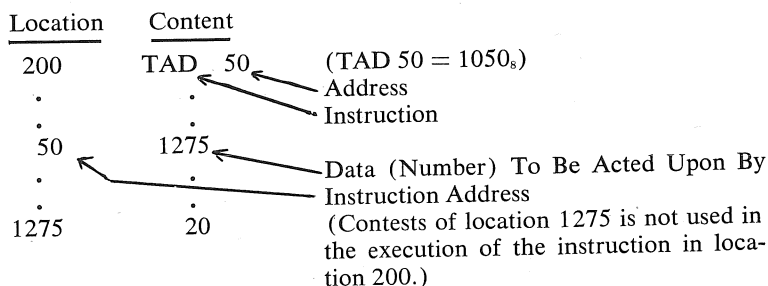 Location Content
200 TAD 50 (TAD 50 = 1050₈)
Address
Instruction
50 1275
Data (Number) To Be Acted Upon By
Instruction Address
1275 20 (Contests of location 1275 is not used in
the execution of the instruction in loca-
tion 200.)